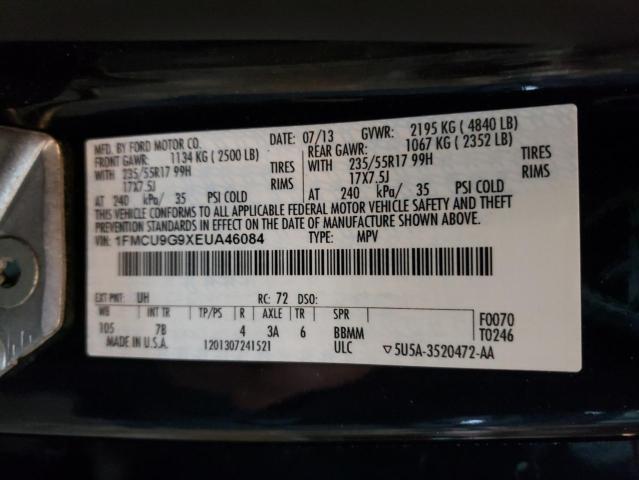 MFD. BY FORD MOTOR CO. DATE: 07/13 GVWR: 2195 KG ( 4840 LB)
FRONT GAWR: 1134 KG ( 2500 LB) REAR GAWR: 1067 KG ( 2352 LB)
WITH 235/55R17 99H TIRES WITH 235/55R17 99H TIRES
17X7.5J RIMS 17X7.5J RIMS
AT 240 kPa/ 35 PSI COLD AT 240 kPa/ 35 PSI COLD
THIS VEHICLE CONFORMS TO ALL APPLICABLE FEDERAL MOTOR VEHICLE SAFETY AND THEFT
PREVENTION STANDARDS IN EFFECT ON THE DATE OF MANUFACTURE SHOWN ABOVE.
VIN: 1FMCU9G9XEUA46084 TYPE: MPV
EXT PNT: UH RC: 72 DSO:
WB INT TR TP/PS R AXLE TR SPR F0070
105 7B 4 3A 6 BBMM T0246
MADE IN U.S.A. 1201307241521 ULC ▽5U5A-3520472-AA